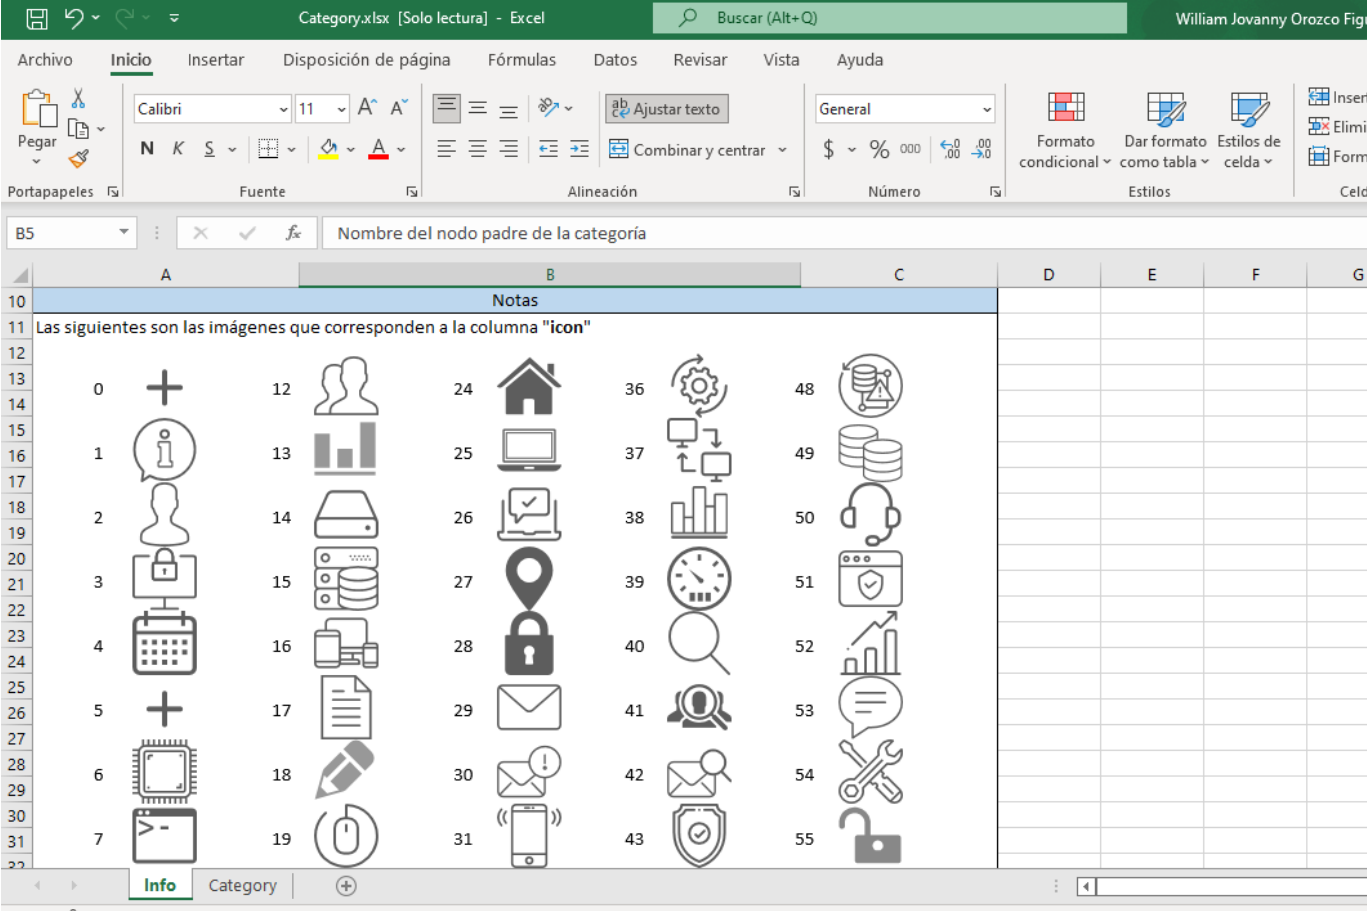 Category.xlsx [Solo lectura] - Excel
Buscar (Alt+Q)
William Jovanny Orozco
Archivo Inicio Insertar Disposición de página Fórmulas Datos Revisar Vista Ayuda
Pegar
Portapapeles
Calibri 11 A A
N K S A
Fuente
ab Ajustar texto
Combinar y centrar
Alineación
General
$ % 000 ,00 ,0 ,00 ,0
Número
Formato condicional
Dar formato como tabla
Estilos de celda
Estilos
B5 fx Nombre del nodo padre de la categoría
A B C D E F G
10 Notas
11 Las siguientes son las imágenes que corresponden a la columna "icon"
12
13
14
0 12 24 36 48
15
16
17
1 13 25 37 49
18
19
2 14 26 38 50
20
21
22
3 15 27 39 51
23
24
4 16 28 40 52
25
26
27
5 17 29 41 53
28
29
6 18 30 42 54
30
31
7 19 31 43 55
Info Category